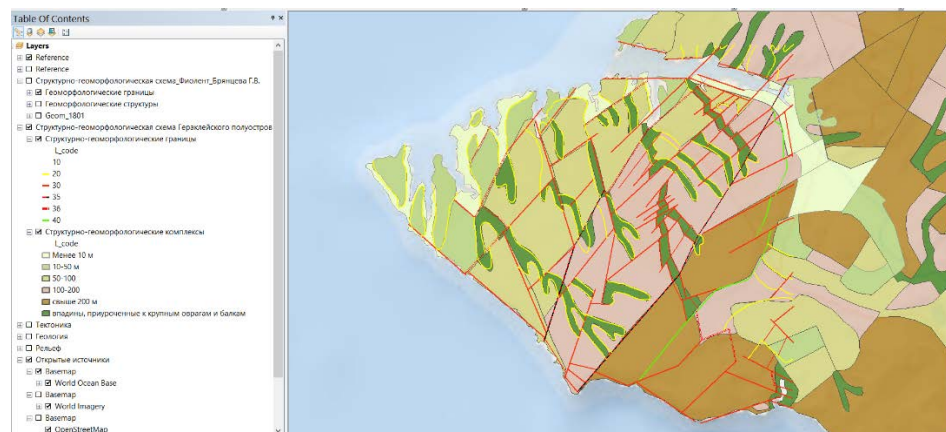 Table Of Contents
Layers
Reference
Reference
Структурно-геоморфологическая схема_Фиолент_Брянцева Г.В.
Геоморфологические границы
Геоморфологические структуры
Geom_1801
Структурно-геоморфологическая схема Гераклейского полуостров
Структурно-геоморфологические границы
L_code
10
20
30
35
36
40
Структурно-геоморфологические комплексы
L_code
Менее 10 м
10-50 м
50-100
100-200
свыше 200 м
впадины, приуроченные к крупным оврагам и балкам
Тектоника
Геология
Рельеф
Открытые источники
Basemap
World Ocean Base
Basemap
World Imagery
Basemap
OpenStreetMap